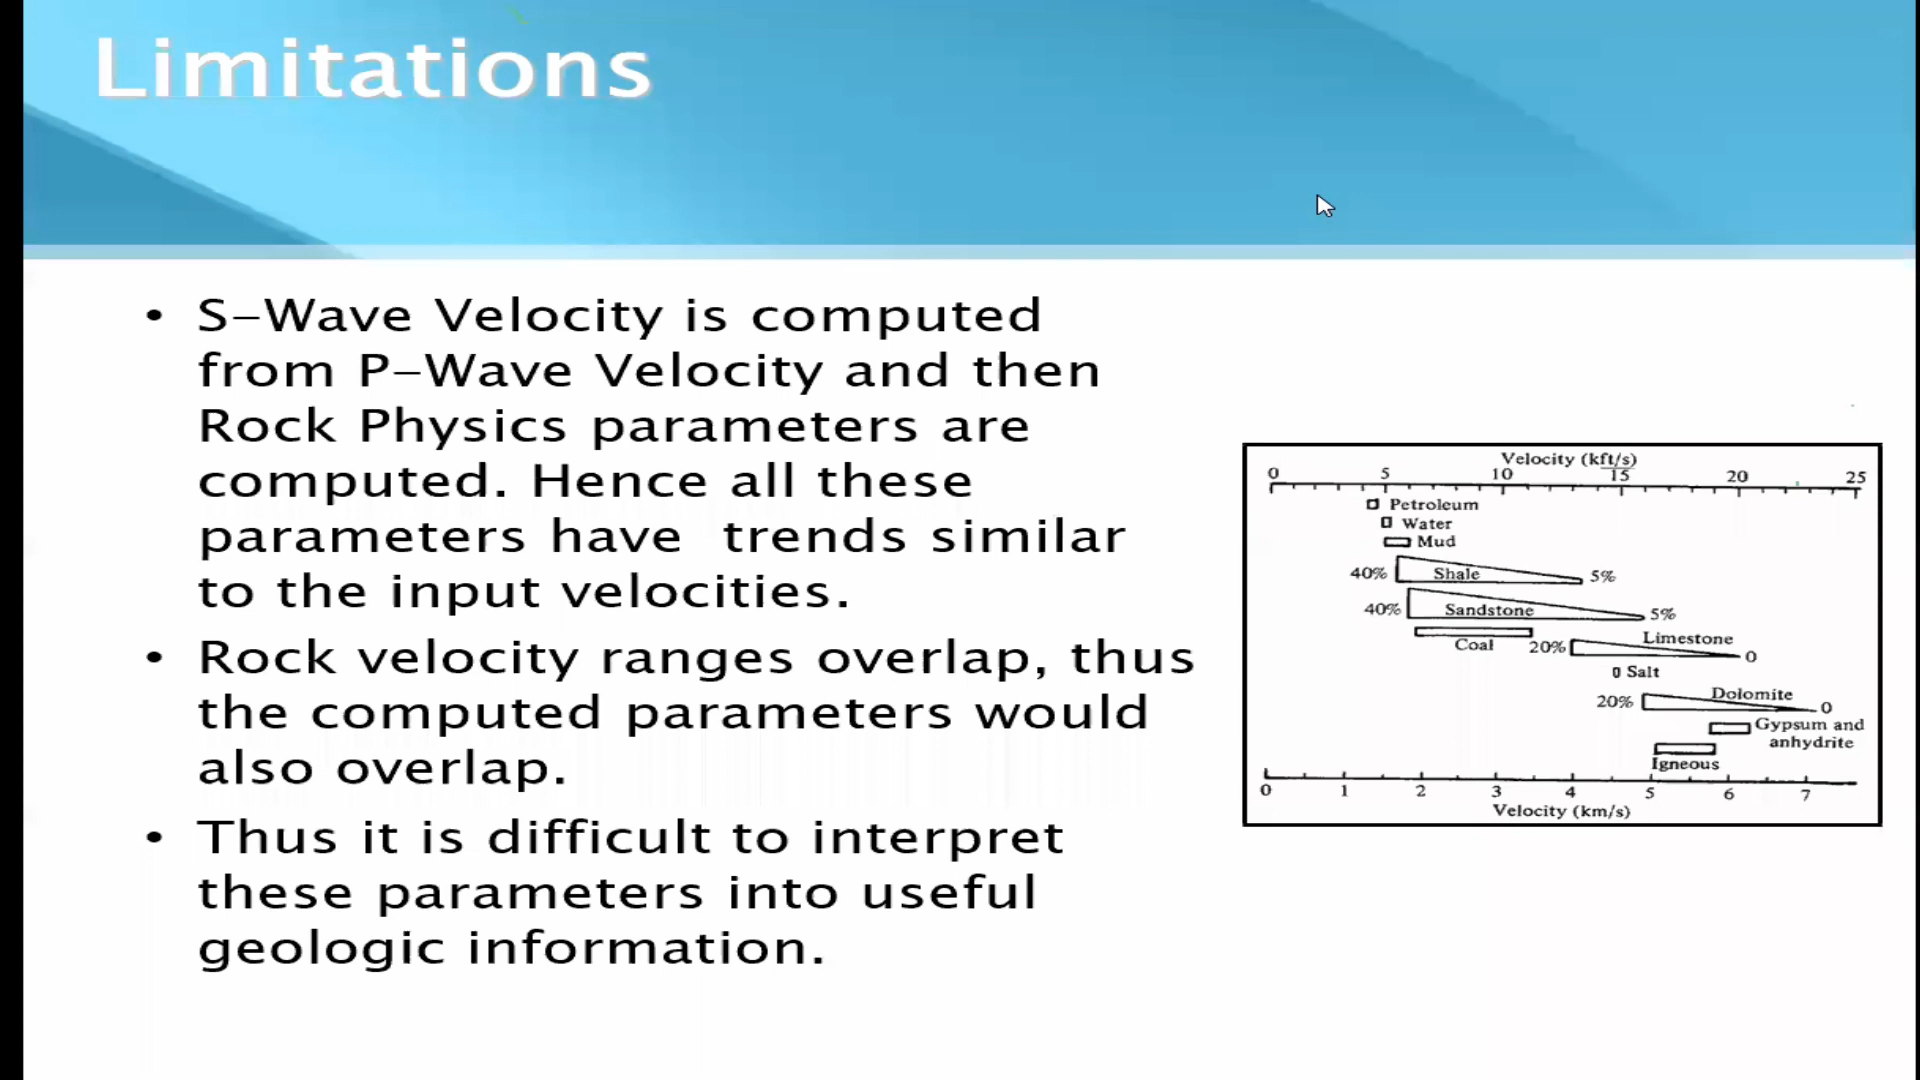 Limitations
• S-Wave Velocity is computed
from P-Wave Velocity and then
Rock Physics parameters are
computed. Hence all these
parameters have trends similar
to the input velocities.
• Rock velocity ranges overlap, thus
the computed parameters would
also overlap.
• Thus it is difficult to interpret
these parameters into useful
geologic information.
Velocity (kft/s)
0 5 10 15 20 25
Petroleum
Water
Mud
40% Shale 5%
40% Sandstone 5%
Coal
20% Limestone 0
Salt
20% Dolomite 0
Gypsum and
anhydrite
Igneous
0 1 2 3 4 5 6 7
Velocity (km/s)